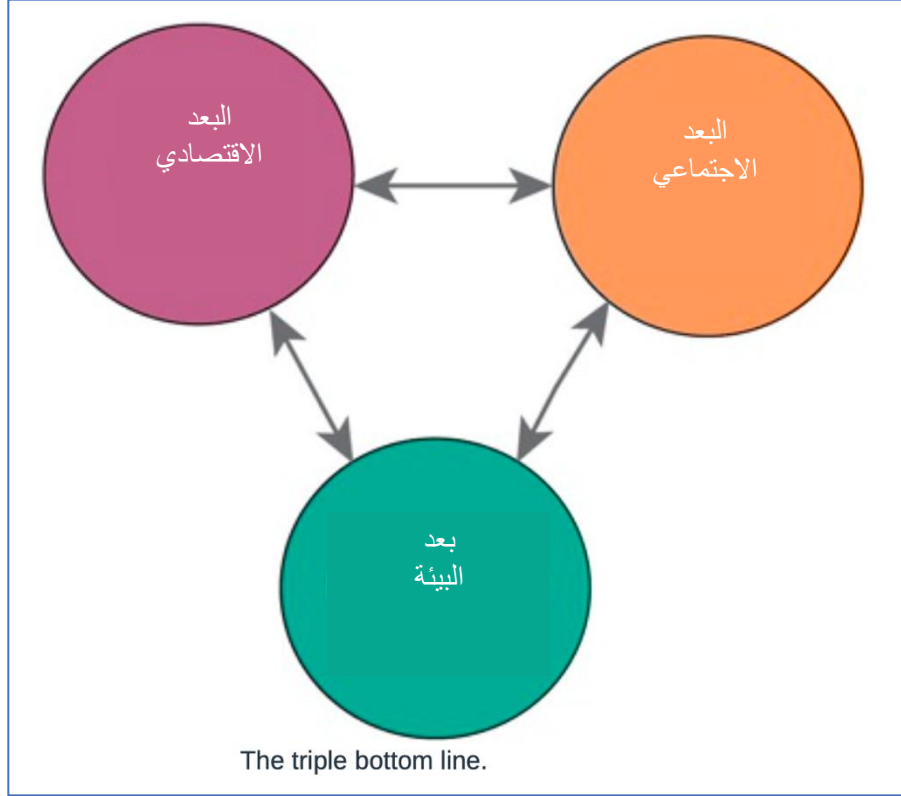 البعد
الاقتصادي
البعد
الاجتماعي
بعد
البيئة
The triple bottom line.